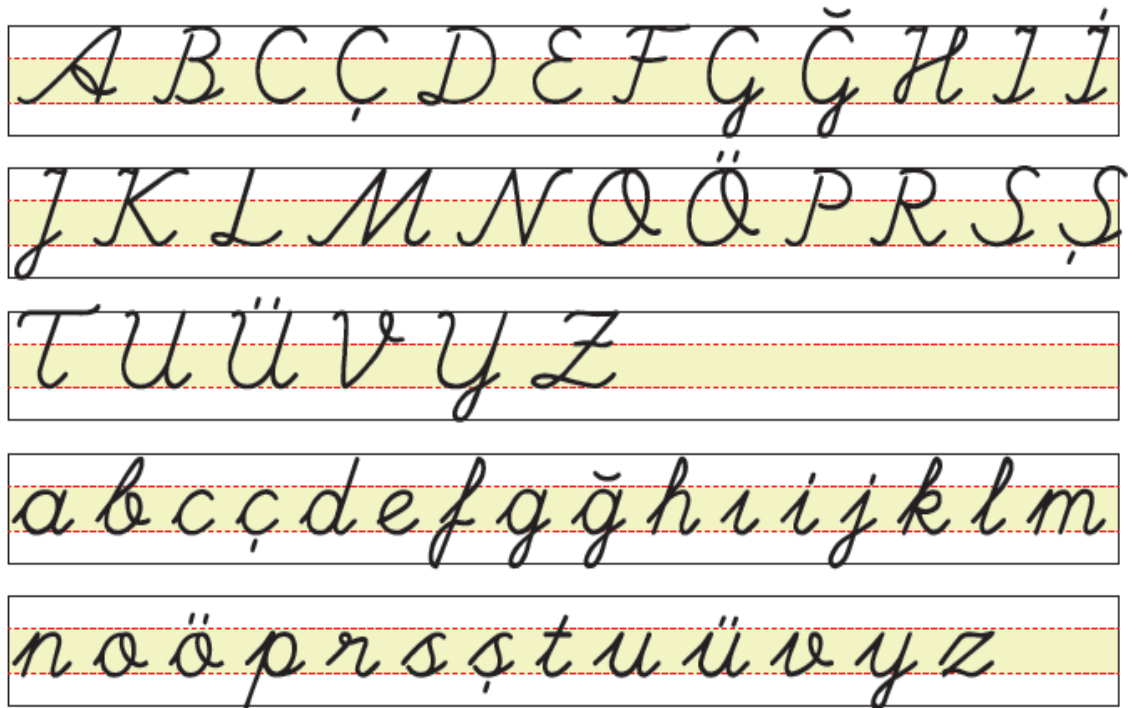 A B C Ç D E F G Ğ H I İ
J K L M N O Ö P R S Ş
T U Ü V Y Z
a b c ç d e f g ğ h ı i j k l m
n o ö p r s ş t u ü v y z